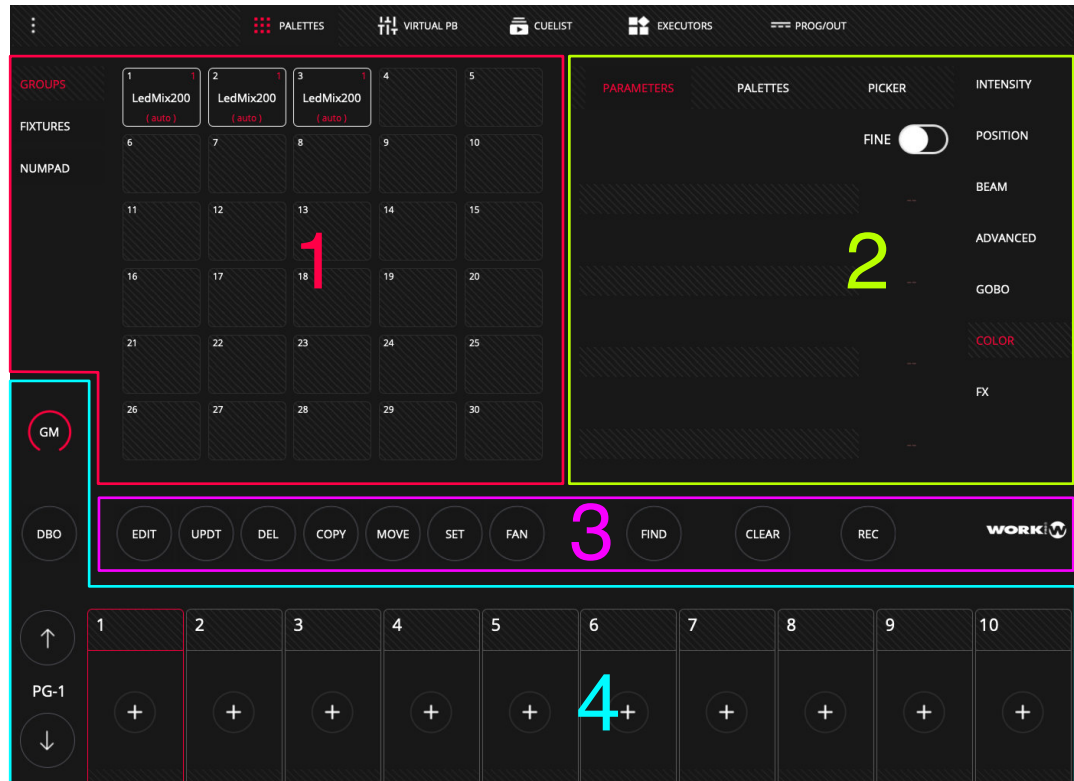 PALETTES VIRTUAL PB CUELIST EXECUTORS PROG/OUT
GROUPS
FIXTURES
NUMPAD
1 1 2 1 3 1 4 5
LedMix200 LedMix200 LedMix200
( auto ) ( auto ) ( auto )
6 7 8 9 10
11 12 13 14 15
1
16 17 18 19 20
21 22 23 24 25
26 27 28 29 30
PARAMETERS PALETTES PICKER
FINE
--
2
--
--
--
INTENSITY
POSITION
BEAM
ADVANCED
GOBO
COLOR
FX
GM
DBO
EDIT UPDT DEL COPY MOVE SET FAN 3 FIND CLEAR REC WORK W
PG-1
1 2 3 4 5 6 7 8 9 10
+ + + + + + + + + +
4